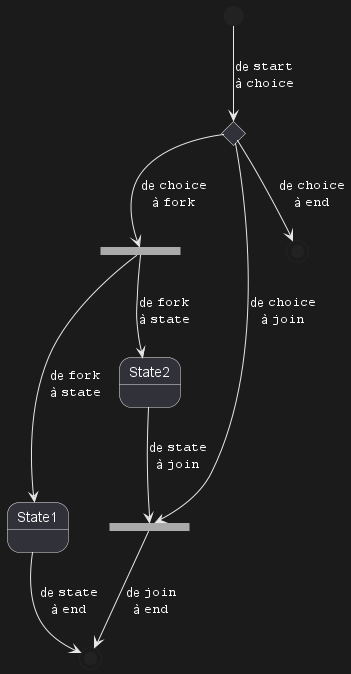 de start
à choice
de choice
à fork
de choice
à end
de fork
à state
de choice
à join
State2
de fork
à state
de state
à join
State1
de state
à end
de join
à end